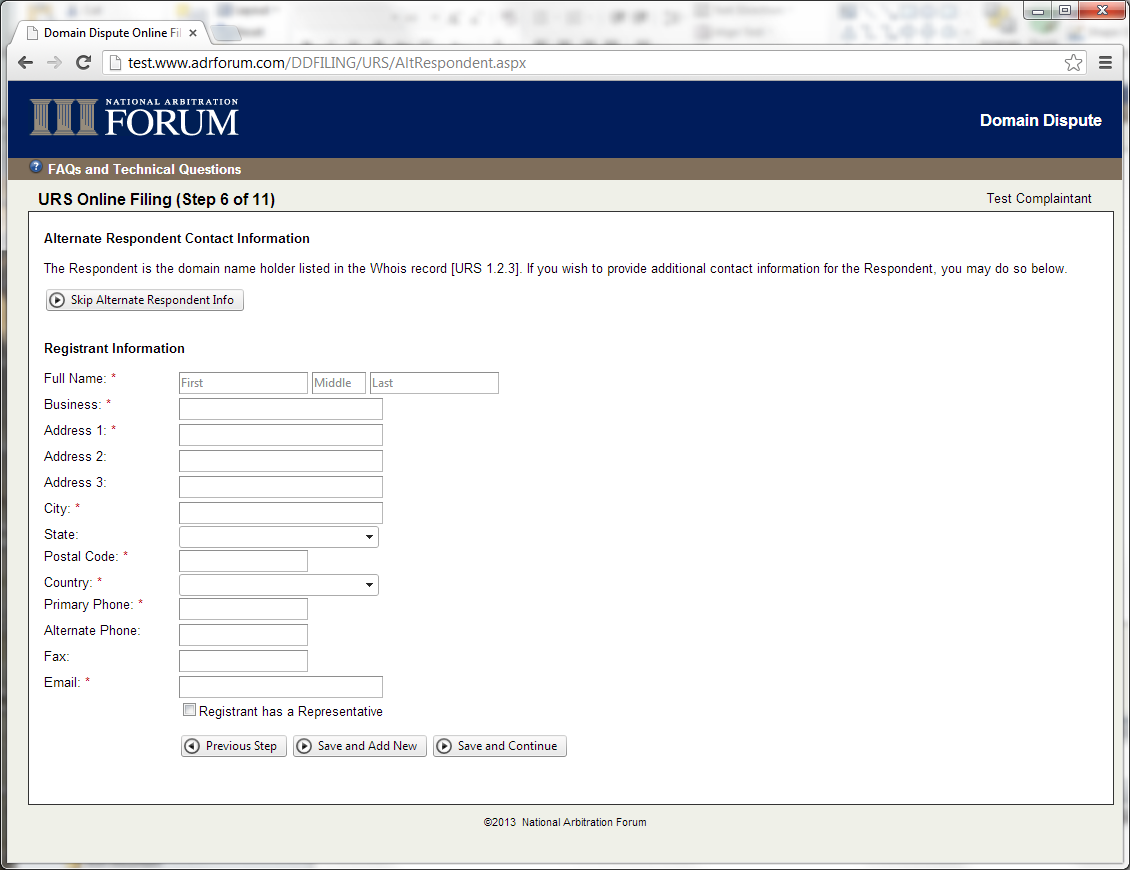 Domain Dispute Online Fil
test.www.adrforum.com/DDFILING/URS/AltRespondent.aspx
NATIONAL ARBITRATION
FORUM
Domain Dispute
? FAQs and Technical Questions
URS Online Filing (Step 6 of 11)
Test Complaintant
Alternate Respondent Contact Information
The Respondent is the domain name holder listed in the Whois record [URS 1.2.3]. If you wish to provide additional contact information for the Respondent, you may do so below.
Skip Alternate Respondent Info
Registrant Information
Full Name: * First Middle Last
Business: *
Address 1: *
Address 2:
Address 3:
City: *
State:
Postal Code: *
Country: *
Primary Phone: *
Alternate Phone:
Fax:
Email: *
Registrant has a Representative
Previous Step Save and Add New Save and Continue
©2013 National Arbitration Forum